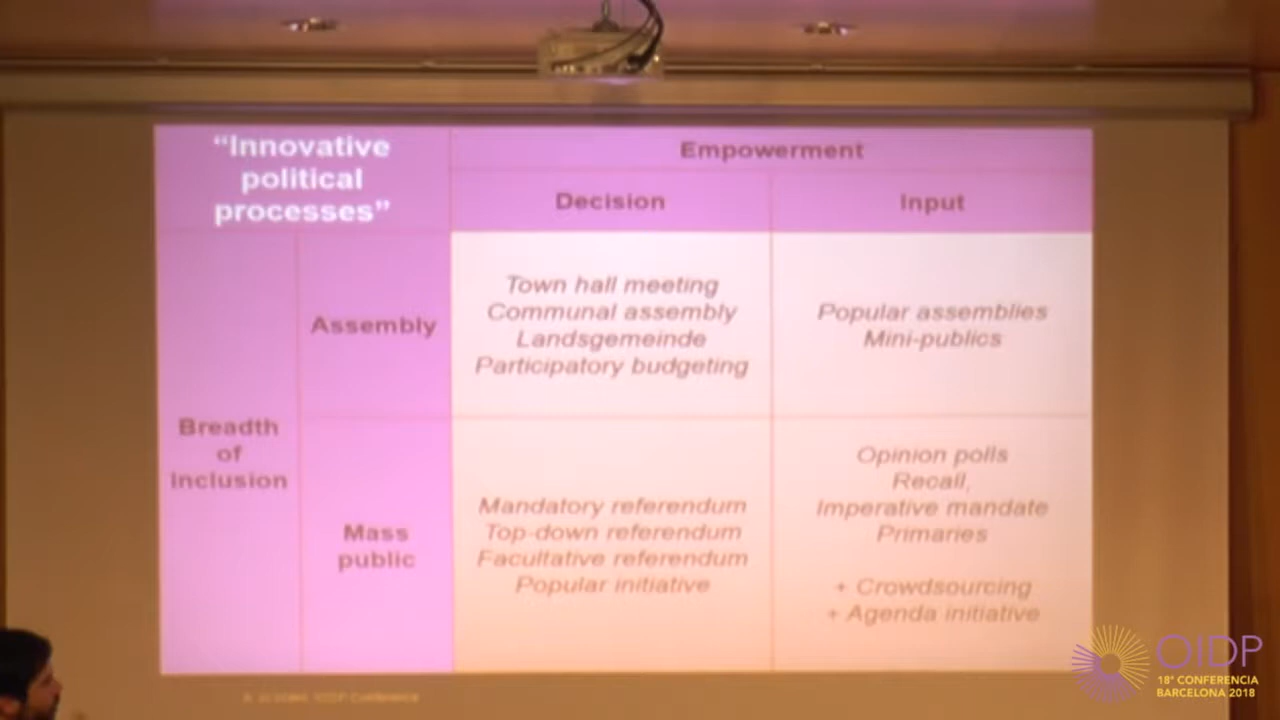 “Innovative
political
processes”
Empowerment
Decision
Input
Breadth
of
Inclusion
Assembly
Town hall meeting
Communal assembly
Landsgemeinde
Participatory budgeting
Popular assemblies
Mini-publics
Mass
public
Mandatory referendum
Top-down referendum
Facultative referendum
Popular initiative
Opinion polls
Recall,
Imperative mandate
Primaries
+ Crowdsourcing
+ Agenda initiative
Conference
OIDP
18ª CONFERENCIA
BARCELONA 2018